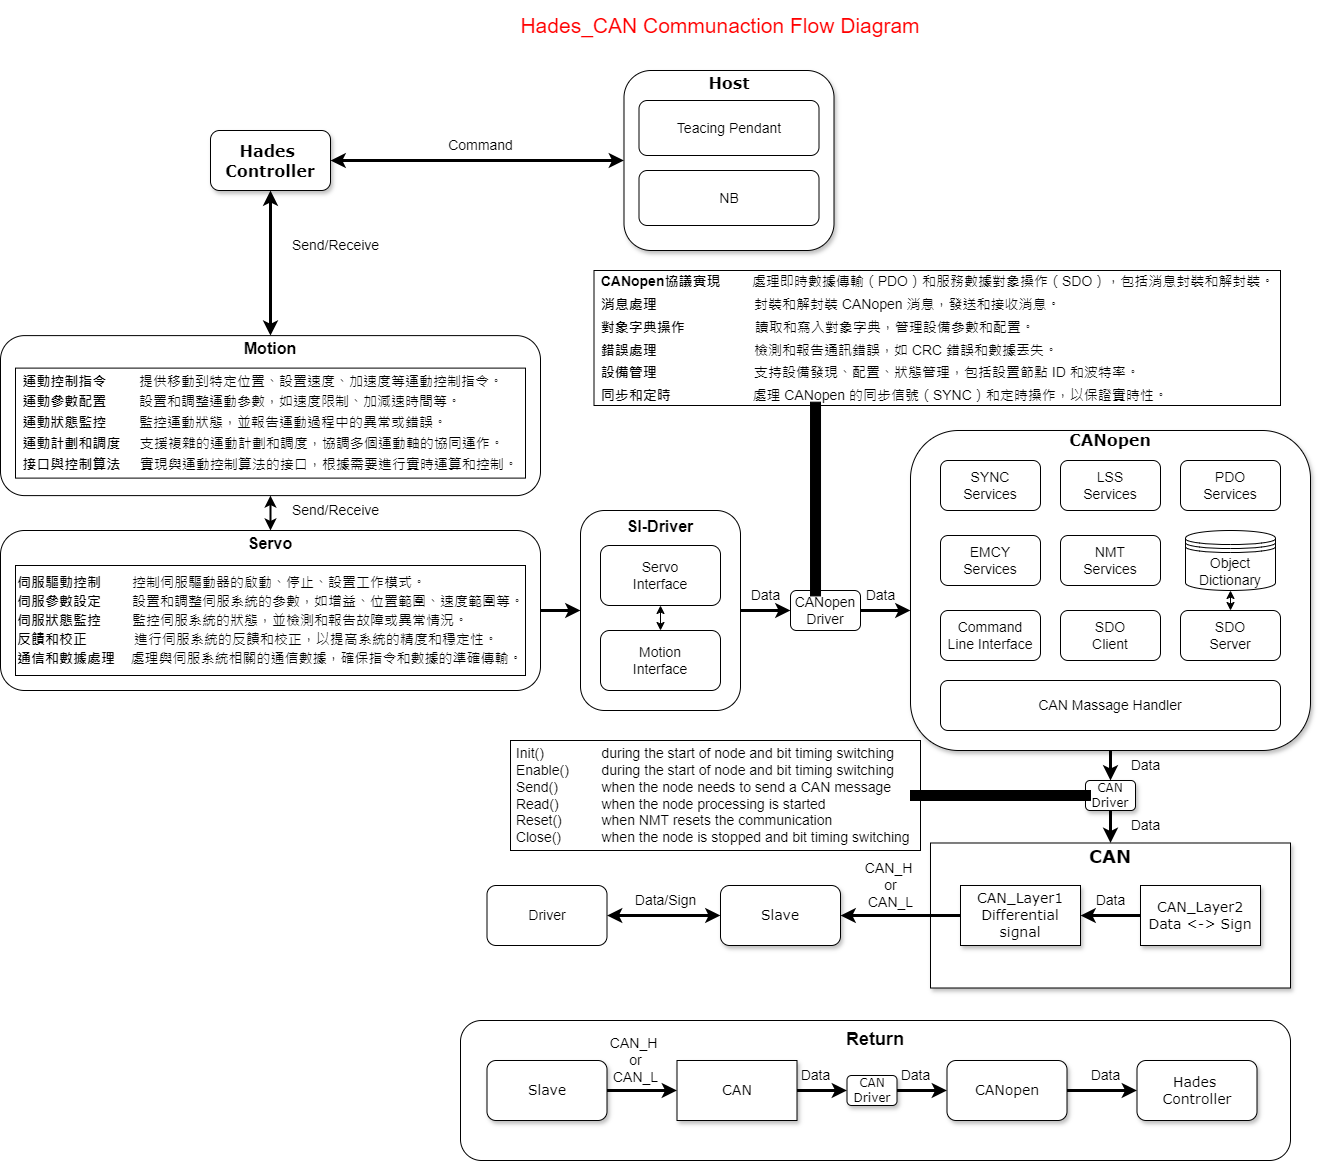 Hades_CAN Communaction Flow Diagram
Host
Teacing Pendant
NB
Hades
Controller
Command
Send/Receive
CANopen協議實現 處理即時數據傳輸（PDO）和服務數據對象操作（SDO），包括消息封裝和解封裝。
消息處理 封裝和解封裝 CANopen 消息，發送和接收消息。
對象字典操作 讀取和寫入對象字典，管理設備參數和配置。
錯誤處理 檢測和報告通訊錯誤，如 CRC 錯誤和數據丟失。
設備管理 支持設備發現、配置、狀態管理，包括設置節點 ID 和波特率。
同步和定時 處理 CANopen 的同步信號（SYNC）和定時操作，以保證實時性。
Motion
運動控制指令 提供移動到特定位置、設置速度、加速度等運動控制指令。
運動參數配置 設置和調整運動參數，如速度限制、加減速時間等。
運動狀態監控 監控運動狀態，並報告運動過程中的異常或錯誤。
運動計劃和調度 支援複雜的運動計劃和調度，協調多個運動軸的協同運作。
接口與控制算法 實現與運動控制算法的接口，根據需要進行實時運算和控制。
Send/Receive
Servo
伺服驅動控制 控制伺服驅動器的啟動、停止、設置工作模式。
伺服參數設定 設置和調整伺服系統的參數，如增益、位置範圍、速度範圍等。
伺服狀態監控 監控伺服系統的狀態，並檢測和報告故障或異常情況。
反饋和校正 進行伺服系統的反饋和校正，以提高系統的精度和穩定性。
通信和數據處理 處理與伺服系統相關的通信數據，確保指令和數據的準確傳輸。
SI-Driver
Servo
Interface
Motion
Interface
Data
CANopen
Driver
Data
CANopen
SYNC
Services
LSS
Services
PDO
Services
EMCY
Services
NMT
Services
Object
Dictionary
Command
Line Interface
SDO
Client
SDO
Server
CAN Massage Handler
Data
CAN
Driver
Data
Init() during the start of node and bit timing switching
Enable() during the start of node and bit timing switching
Send() when the node needs to send a CAN message
Read() when the node processing is started
Reset() when NMT resets the communication
Close() when the node is stopped and bit timing switching
CAN
CAN_Layer1
Differential
signal
Data
CAN_Layer2
Data <-> Sign
CAN_H
or
CAN_L
Slave
Data/Sign
Driver
Return
Slave
CAN_H
or
CAN_L
CAN
Data
CAN
Driver
Data
CANopen
Data
Hades
Controller